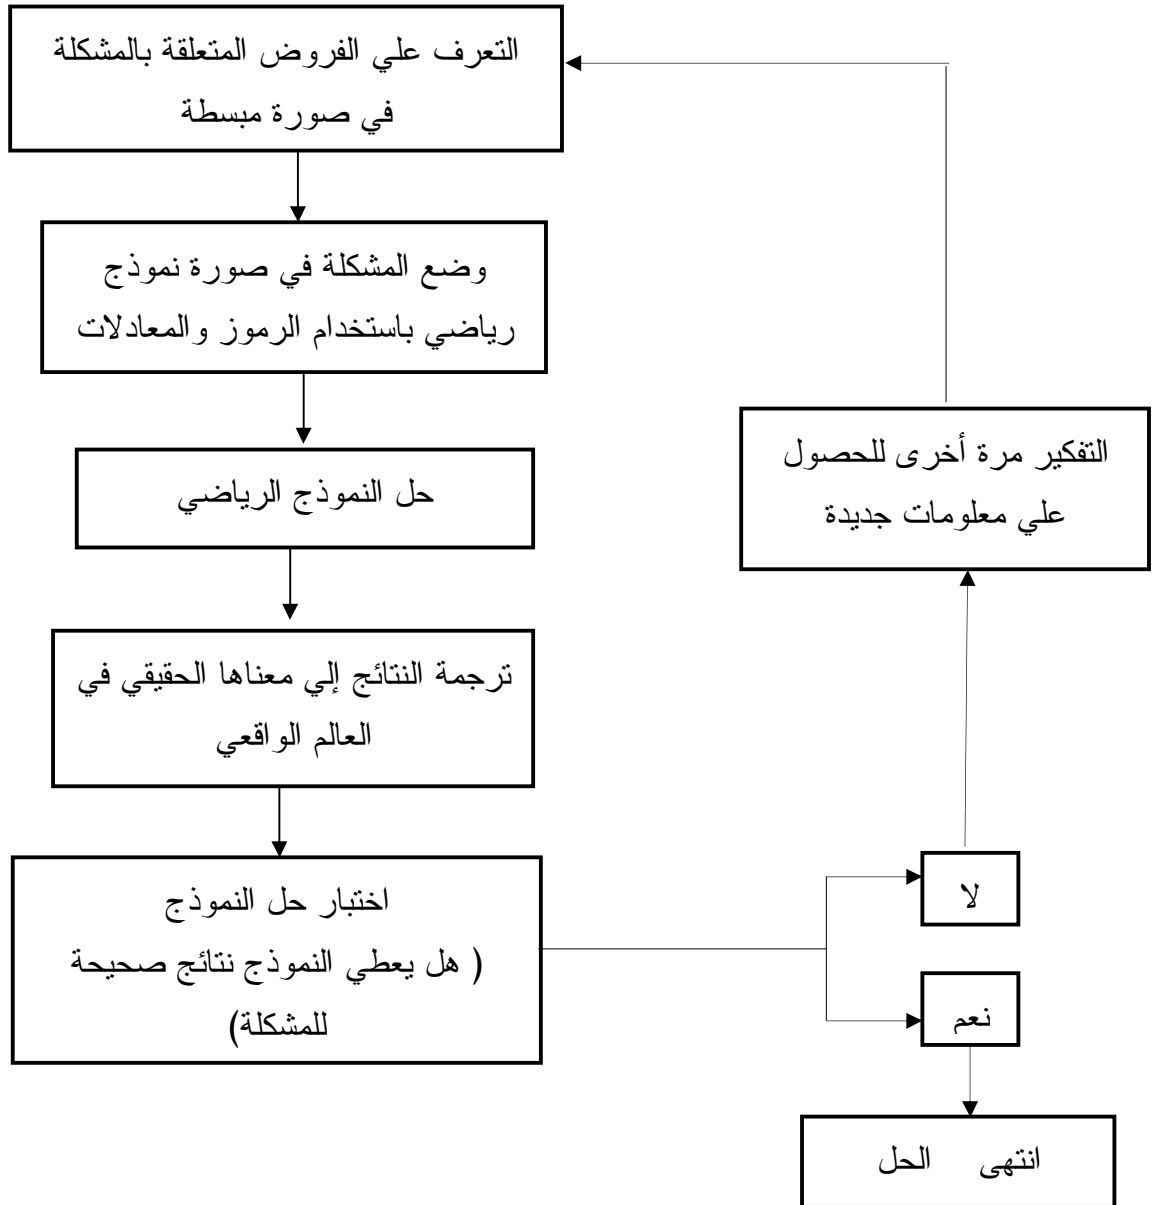 التعرف علي الفروض المتعلقة بالمشكلة
في صورة مبسطة
وضع المشكلة في صورة نموذج
رياضي باستخدام الرموز والمعادلات
حل النموذج الرياضي
ترجمة النتائج إلي معناها الحقيقي في
العالم الواقعي
اختبار حل النموذج
( هل يعطي النموذج نتائج صحيحة
للمشكلة)
التفكير مرة أخرى للحصول
علي معلومات جديدة
لا
نعم
انتهى الحل